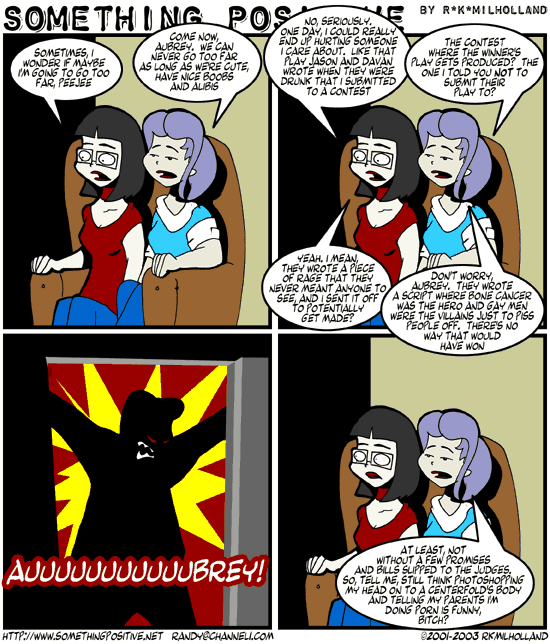 SOMETHING POSITIVE BY R*K*MILHOLLAND
SOMETIMES, I
WONDER IF MAYBE
I'M GOING TO GO TOO
FAR, PEEJEE
COME NOW,
AUBREY. WE CAN
NEVER GO TOO FAR
AS LONG AS WE'RE CUTE,
HAVE NICE BOOBS
AND ALIBIS
NO, SERIOUSLY.
ONE DAY, I COULD REALLY
END UP HURTING SOMEONE
I CARE ABOUT. LIKE THAT
PLAY JASON AND DAVAN
WROTE WHEN THEY WERE
DRUNK THAT I SUBMITTED
TO A CONTEST
THE CONTEST
WHERE THE WINNER'S
PLAY GETS PRODUCED? THE
ONE I TOLD YOU NOT TO
SUBMIT THEIR
PLAY TO?
YEAH. I MEAN,
THEY WROTE A PIECE
OF RAGE THAT THEY
NEVER MEANT ANYONE TO
SEE, AND I SENT IT OFF
TO POTENTIALLY
GET MADE?
DON'T WORRY,
AUBREY. THEY WROTE
A SCRIPT WHERE BONE CANCER
WAS THE HERO AND GAY MEN
WERE THE VILLAINS JUST TO PISS
PEOPLE OFF. THERE'S NO
WAY THAT WOULD
HAVE WON
AUUUUUUUUUUUUBREY!
AT LEAST, NOT
WITHOUT A FEW PROMISES
AND BILLS SLIPPED TO THE JUDGES.
SO, TELL ME, STILL THINK PHOTOSHOPPING
MY HEAD ON TO A CENTERFOLD'S BODY
AND TELLING MY PARENTS I'M
DOING PORN IS FUNNY,
BITCH?
HTTP://WWW.SOMETHINGPOSITIVE.NET RANDY@CHANNEL1.COM ©2001-2003 RKMILHOLLAND